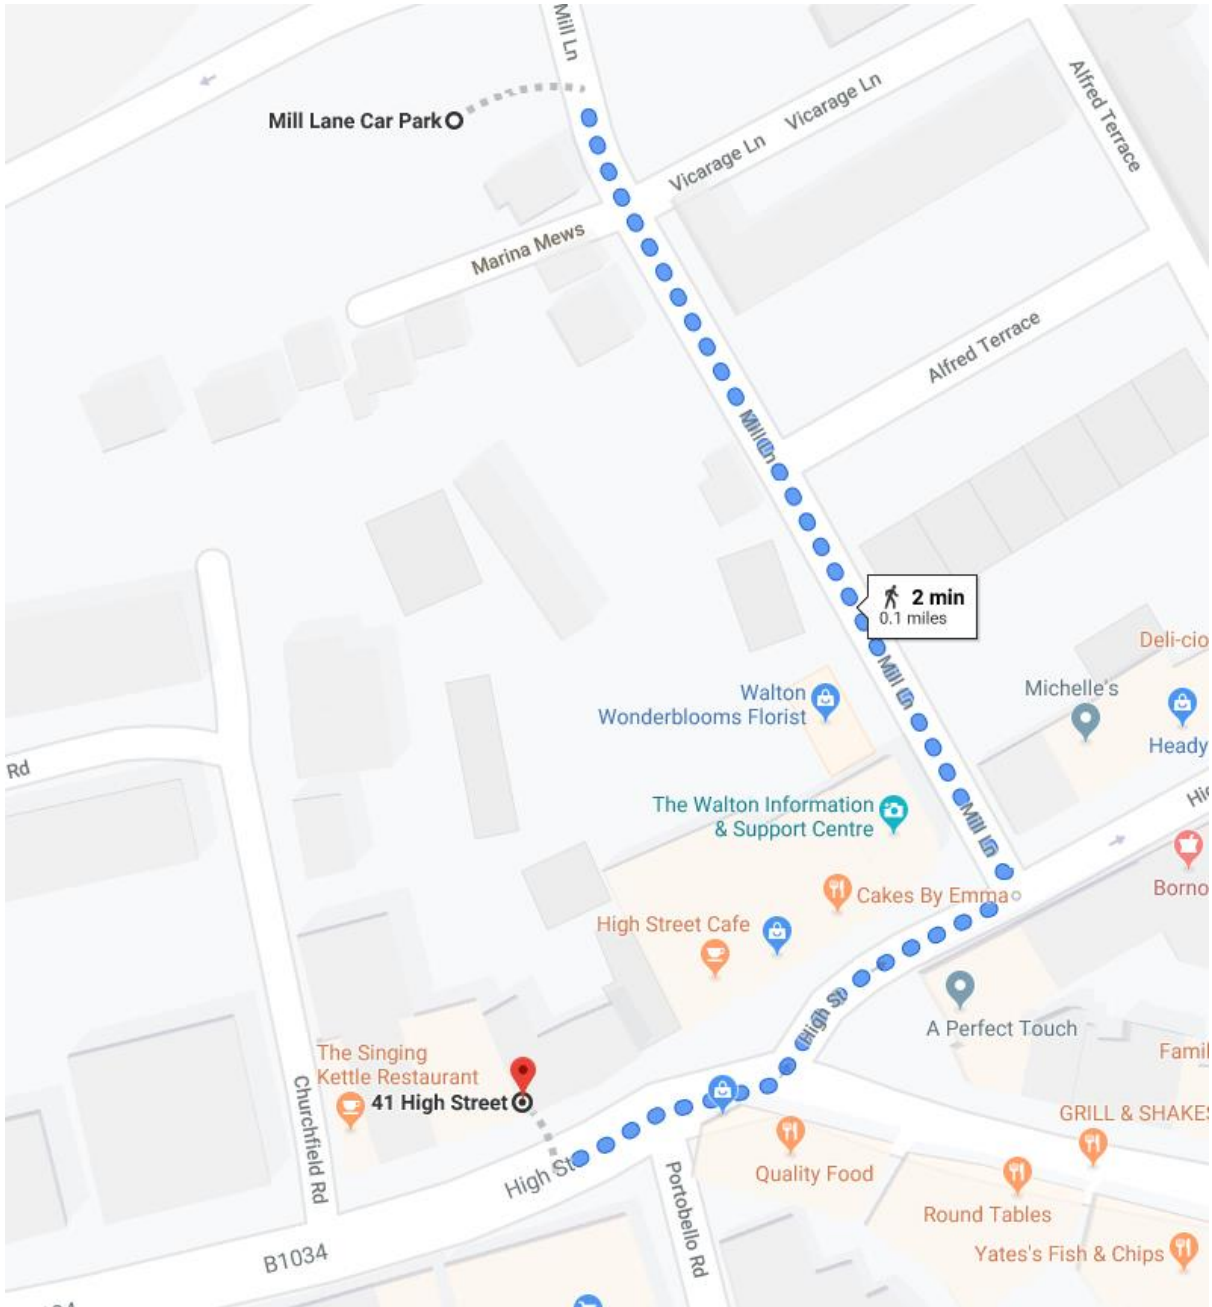 Mill Ln
Mill Lane Car Park
Vicarage Ln
Vicarage Ln
Alfred Terrace
Marina Mews
Alfred Terrace
Mill Ln
2 min
0.1 miles
Deli-cio
Mill Ln
Michelle's
Walton
Wonderblooms Florist
Heady
Rd
Hig
The Walton Information
& Support Centre
Mill Ln
Borno
Cakes By Emma
High Street Cafe
High St
A Perfect Touch
Famil
The Singing
Kettle Restaurant
41 High Street
Churchfield Rd
GRILL & SHAKES
Quality Food
High St
Portobello Rd
Round Tables
Yates's Fish & Chips
B1034